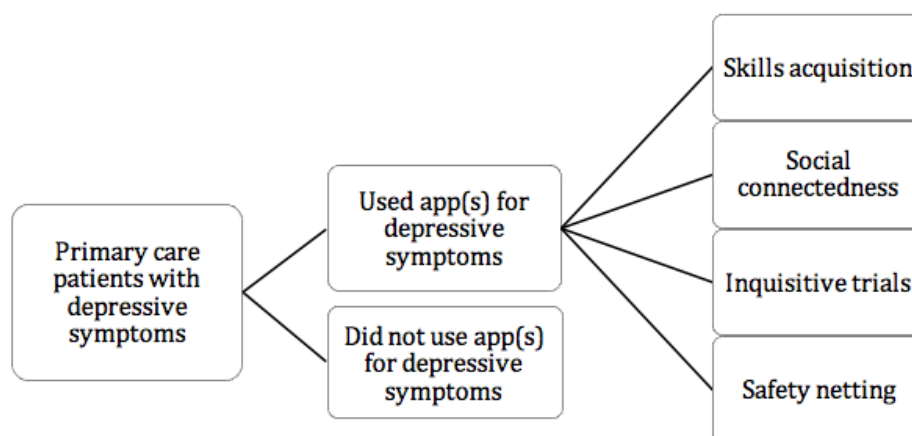 Primary care
patients with
depressive
symptoms
Used app(s) for
depressive
symptoms
Did not use app(s)
for depressive
symptoms
Skills acquisition
Social
connectedness
Inquisitive trials
Safety netting